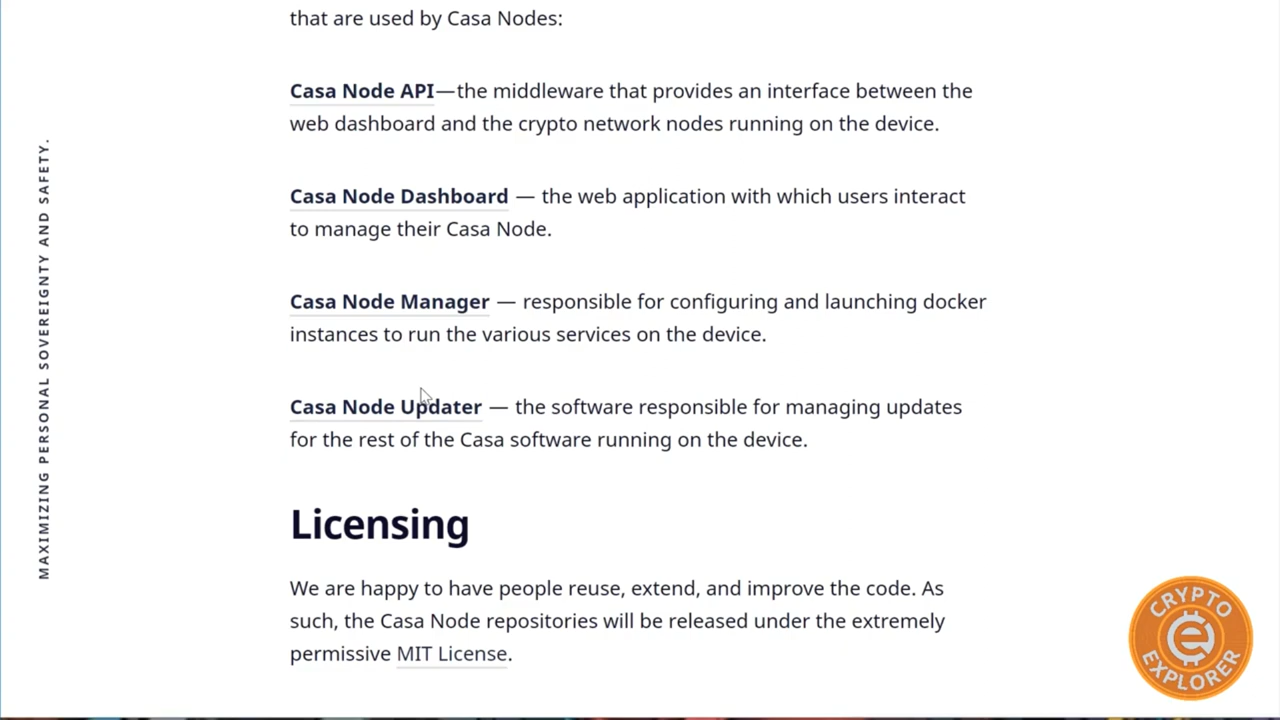 that are used by Casa Nodes:
Casa Node API—the middleware that provides an interface between the
web dashboard and the crypto network nodes running on the device.
Casa Node Dashboard — the web application with which users interact
to manage their Casa Node.
Casa Node Manager — responsible for configuring and launching docker
instances to run the various services on the device.
Casa Node Updater — the software responsible for managing updates
for the rest of the Casa software running on the device.
Licensing
We are happy to have people reuse, extend, and improve the code. As
such, the Casa Node repositories will be released under the extremely
permissive MIT License.
MAXIMIZING PERSONAL SOVEREIGNTY AND SAFETY.
CRYPTO
e
EXPLORER